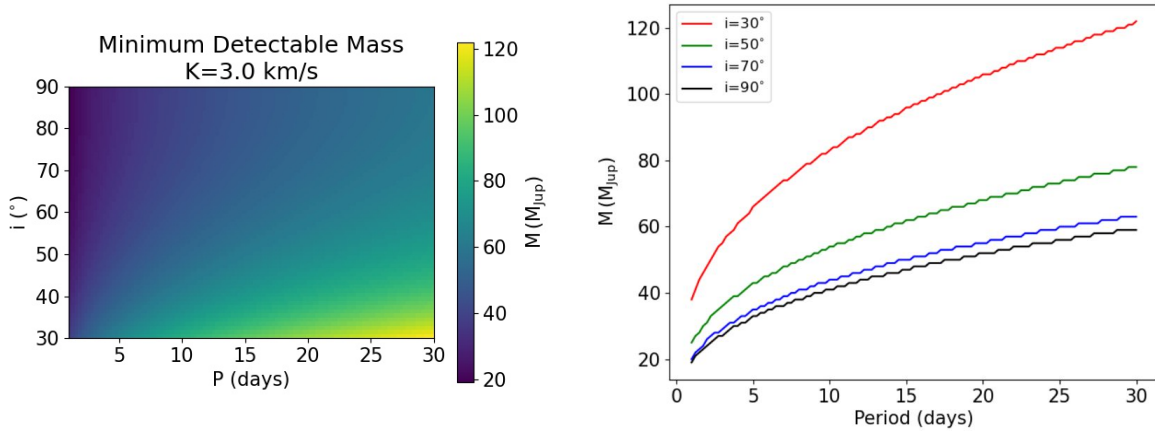 Minimum Detectable Mass
K=3.0 km/s
90
80
70
60
50
40
30
i (°)
5
10
15
20
25
30
P (days)
120
100
80
60
40
20
M (M_Jup)
i=30°
i=50°
i=70°
i=90°
120
100
80
60
40
20
M (M_Jup)
0
5
10
15
20
25
30
Period (days)